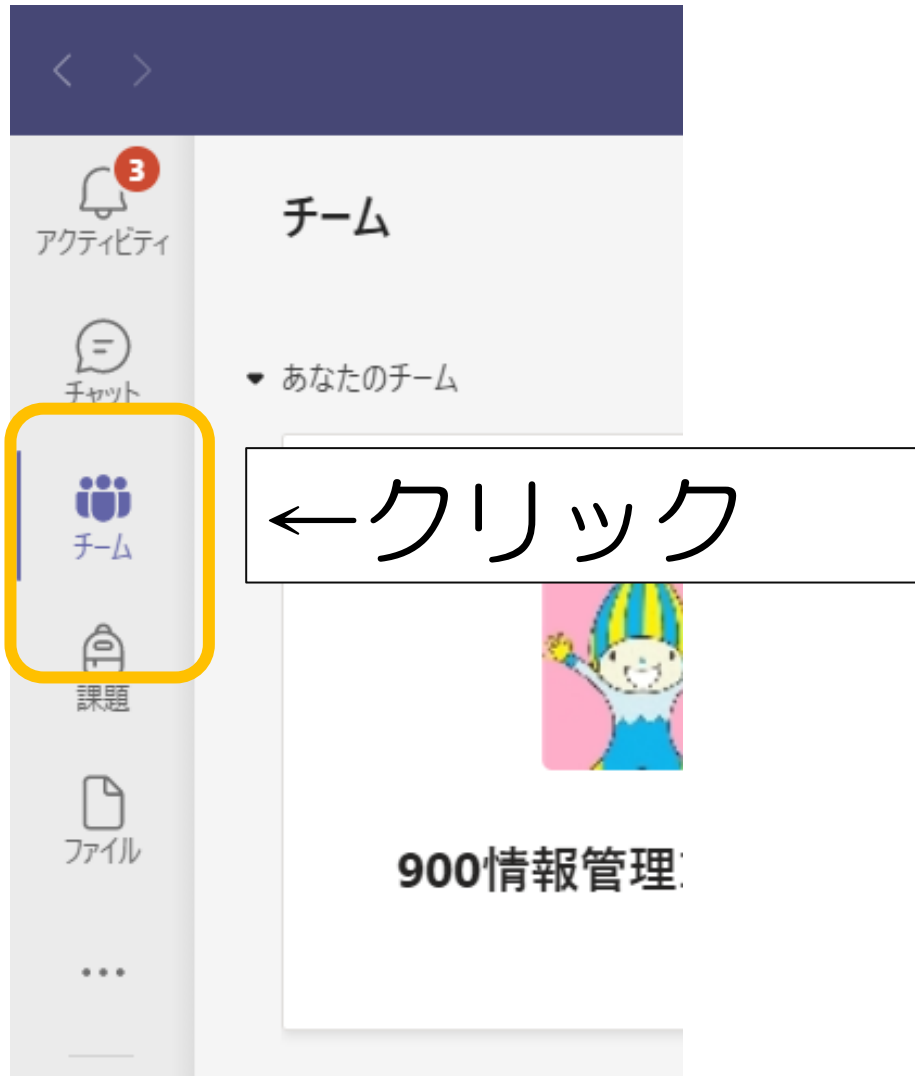 3
アクティビティ
チーム
チャット
あなたのチーム
チーム
←クリック
課題
ファイル
900情報管理